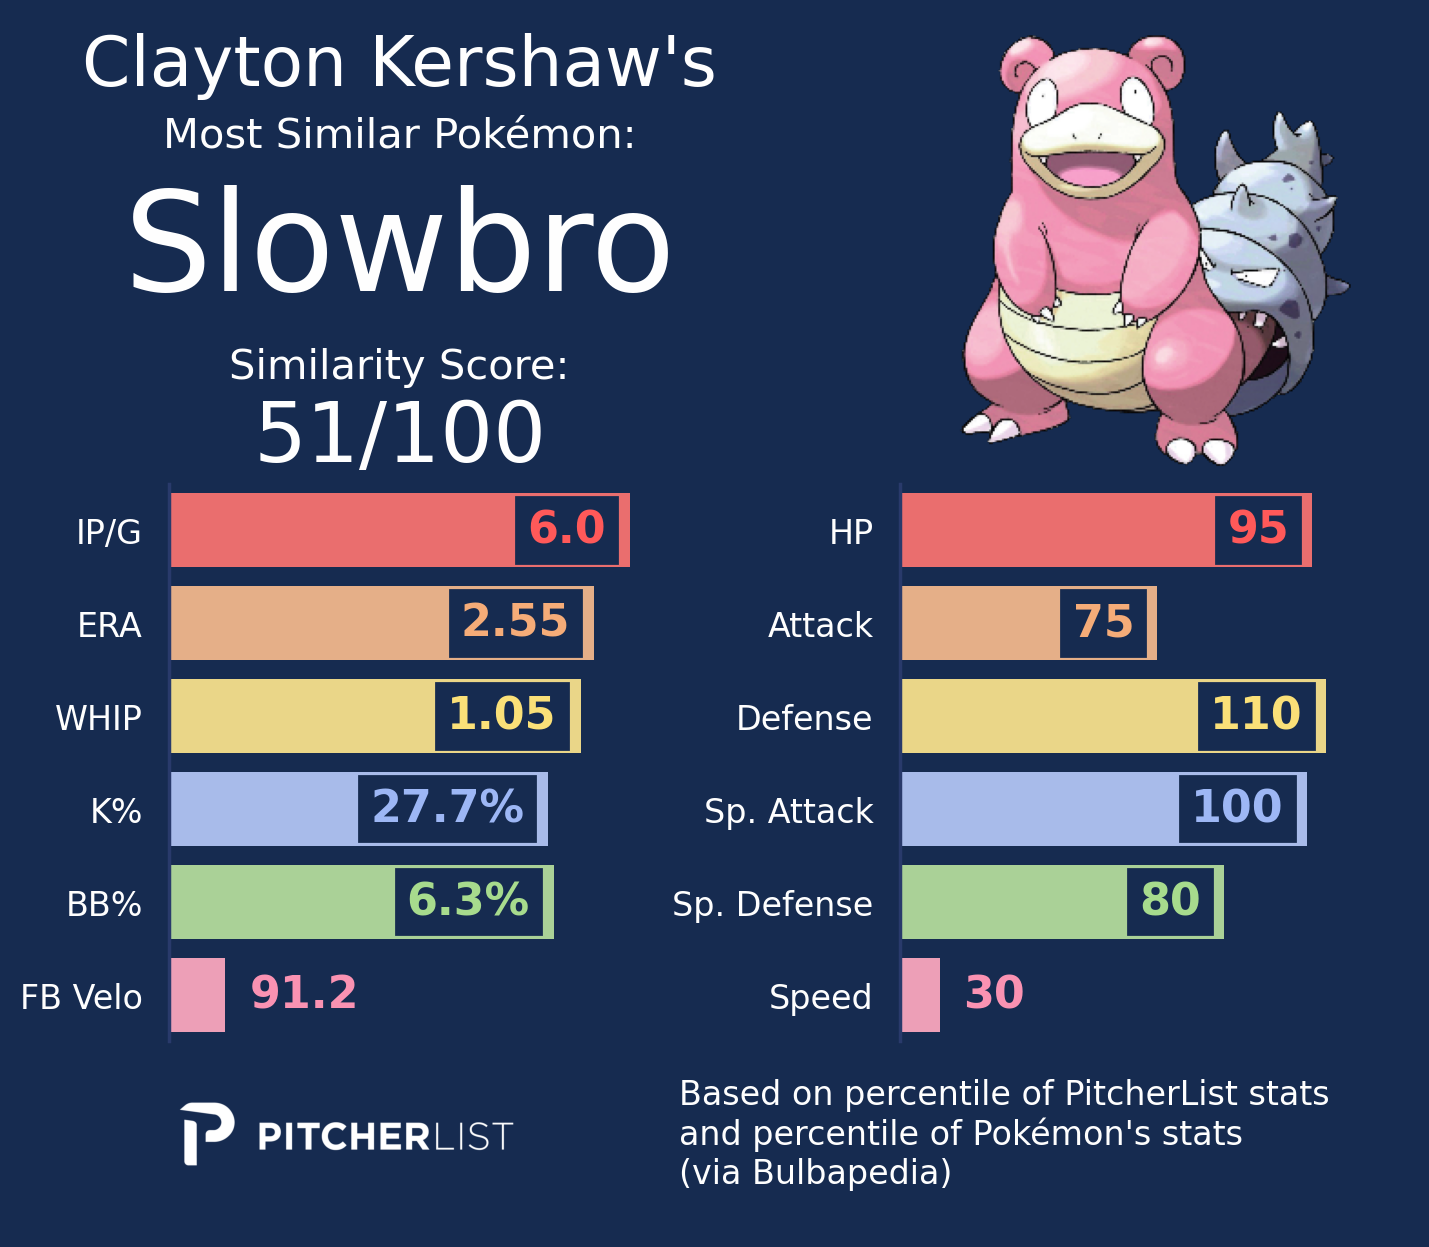 Clayton Kershaw's
Most Similar Pokémon:
Slowbro
Similarity Score:
51/100
IP/G 6.0
ERA 2.55
WHIP 1.05
K% 27.7%
BB% 6.3%
FB Velo 91.2
HP 95
Attack 75
Defense 110
Sp. Attack 100
Sp. Defense 80
Speed 30
PITCHERLIST
Based on percentile of PitcherList stats
and percentile of Pokémon's stats
(via Bulbapedia)